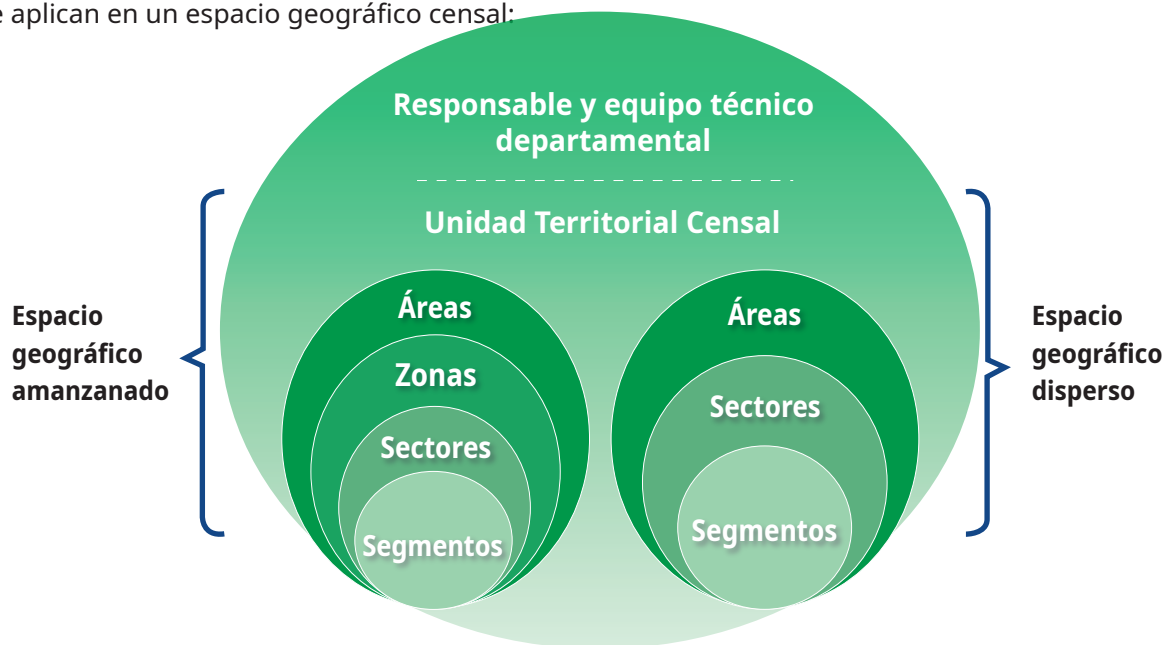 aplican en un espacio geográfico censal:
Responsable y equipo técnico
departamental
Unidad Territorial Censal
Espacio
geográfico
amanzanado
Áreas
Zonas
Sectores
Segmentos
Áreas
Sectores
Segmentos
Espacio
geográfico
disperso